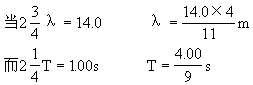 当2 3/4 λ = 14.0 λ = 14.0×4/11 m
而2 1/4 T = 1.00s T = 4.00/9 s